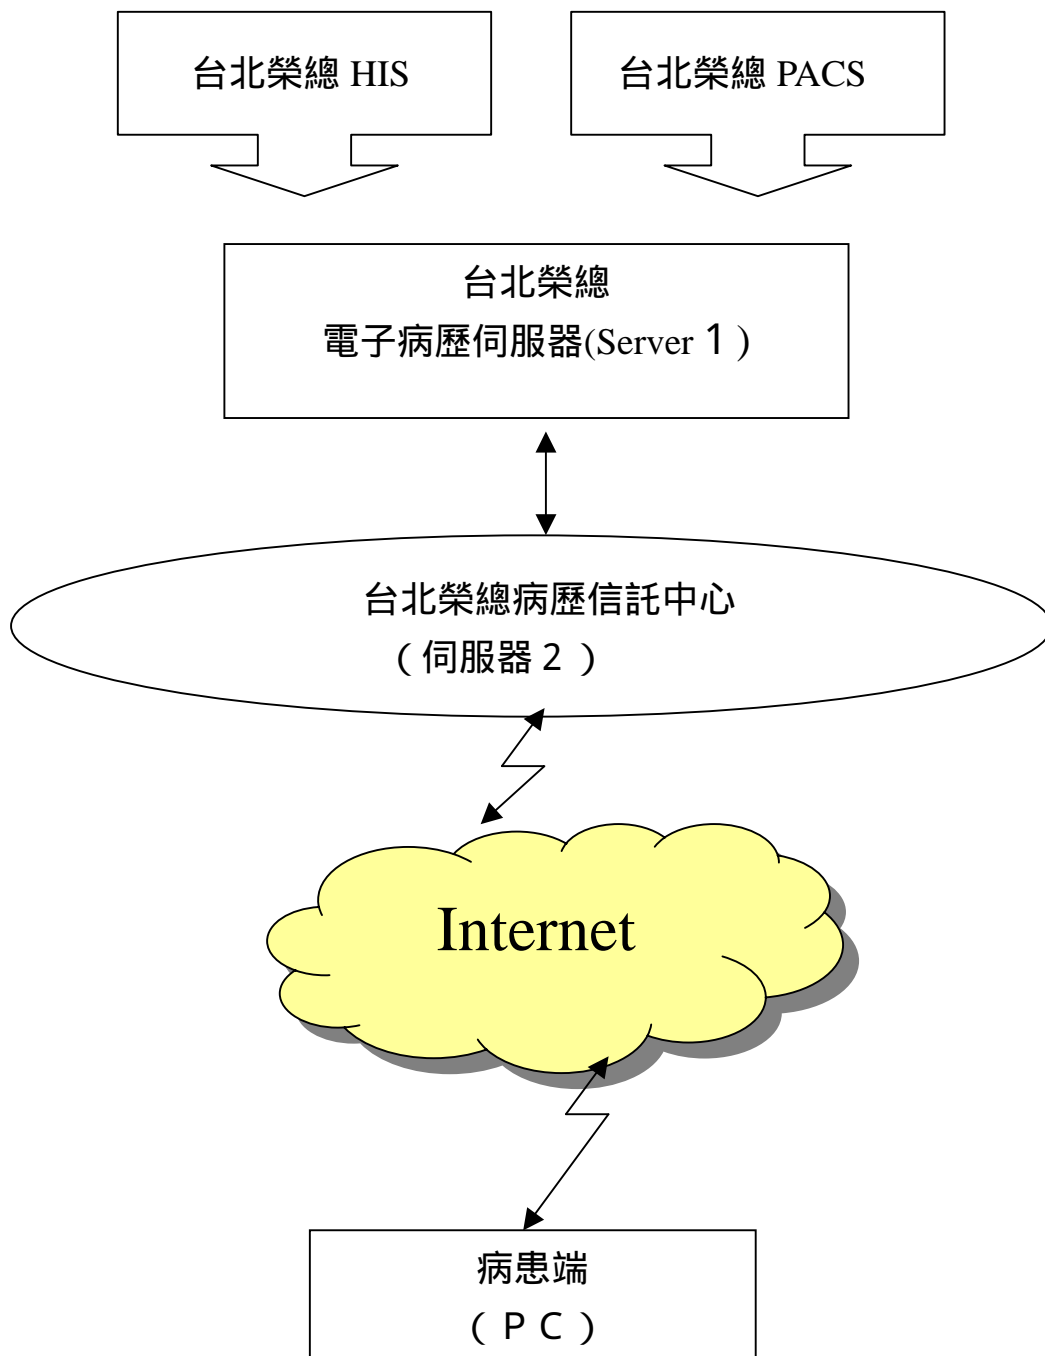 台北榮總 HIS
台北榮總 PACS
台北榮總
電子病歷伺服器(Server１)
台北榮總病歷信託中心
（伺服器２）
Internet
病患端
（ＰＣ）